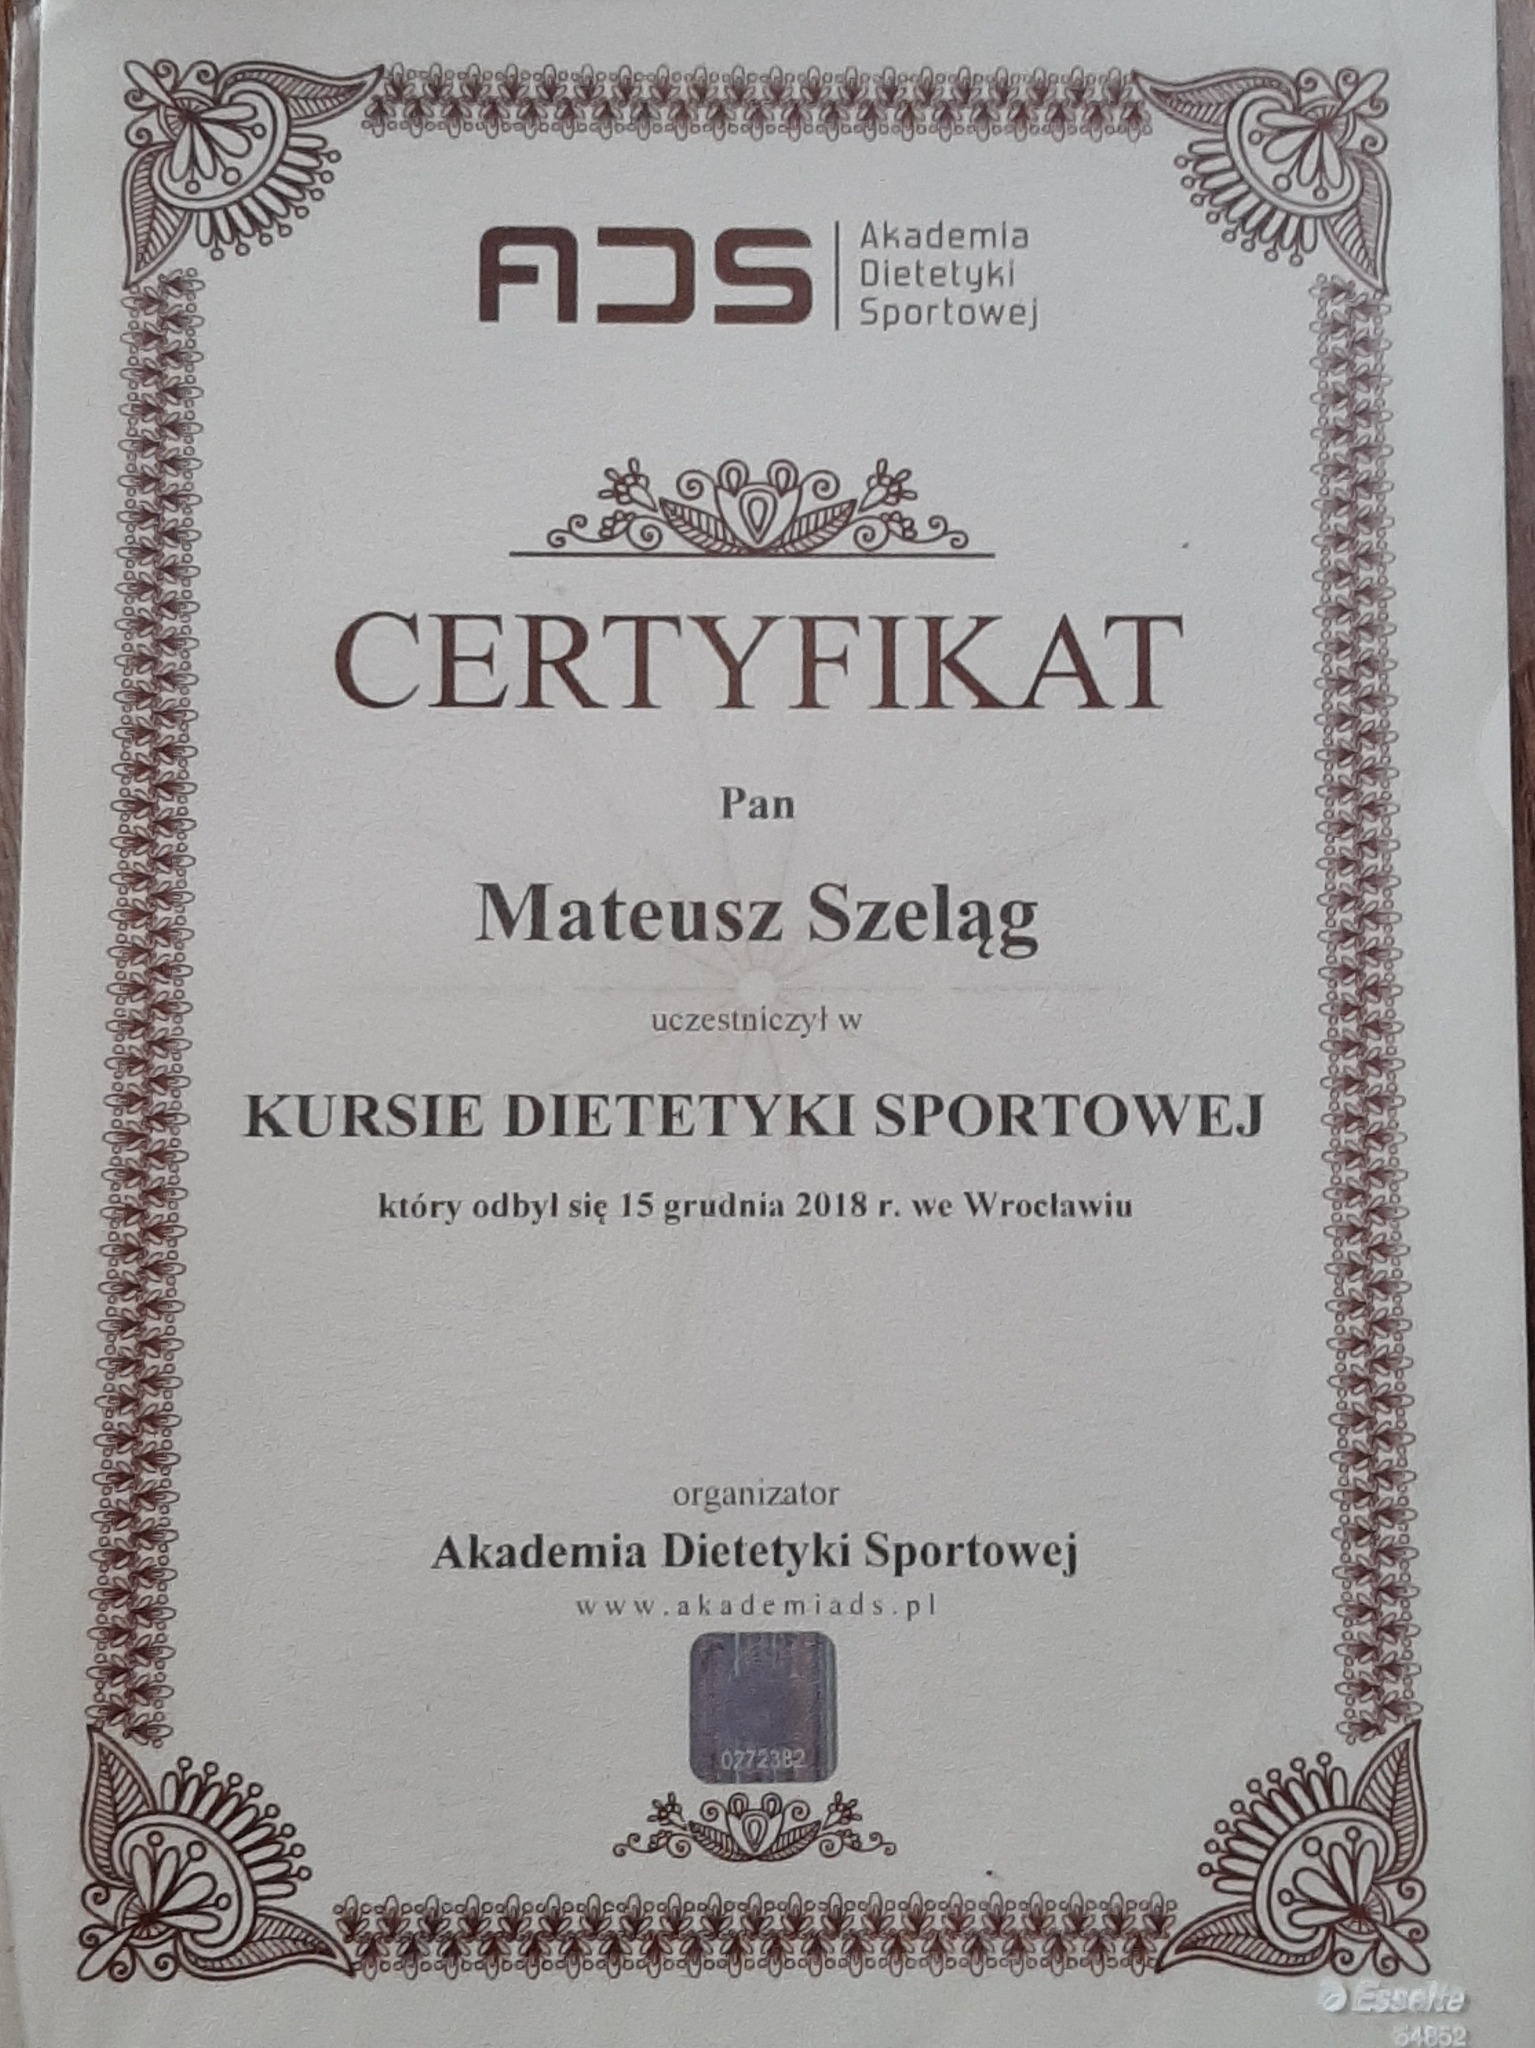 ADS
Akademia
Dietetyki
Sportowej
CERTYFIKAT
Pan
Mateusz Szeląg
uczestniczył w
KURSIE DIETETYKI SPORTOWEJ
który odbył się 15 grudnia 2018 r. we Wrocławiu
organizator
Akademia Dietetyki Sportowej
www.akademiads.pl
0272382
Esselte
54852